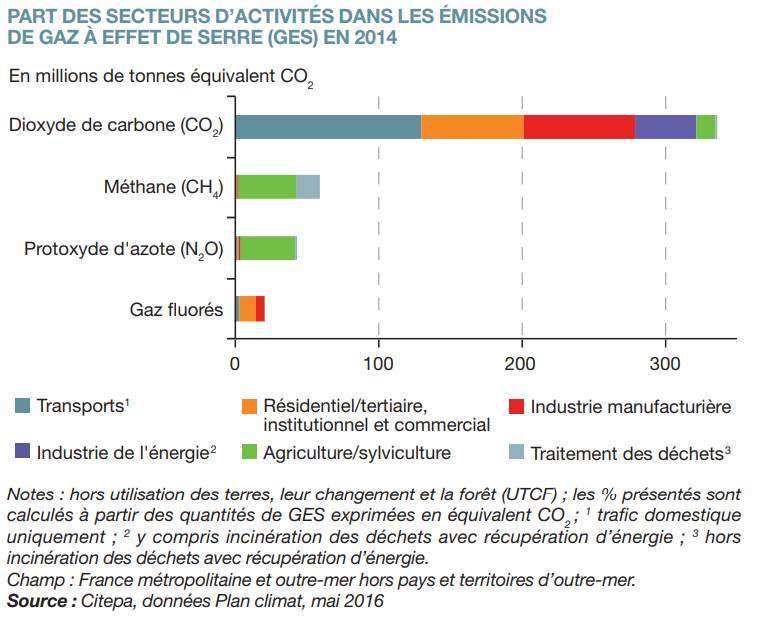 PART DES SECTEURS D'ACTIVITÉS DANS LES ÉMISSIONS
DE GAZ À EFFET DE SERRE (GES) EN 2014
En millions de tonnes équivalent CO₂
Dioxyde de carbone (CO₂)
Méthane (CH₄)
Protoxyde d'azote (N₂O)
Gaz fluorés
0 100 200 300
Transports¹
Résidentiel/tertiaire,
institutionnel et commercial
Industrie manufacturière
Industrie de l'énergie²
Agriculture/sylviculture
Traitement des déchets³
Notes : hors utilisation des terres, leur changement et la forêt (UTCF) ; les % présentés sont
calculés à partir des quantités de GES exprimées en équivalent CO₂ ; ¹ trafic domestique
uniquement ; ² y compris incinération des déchets avec récupération d'énergie ; ³ hors
incinération des déchets avec récupération d'énergie.
Champ : France métropolitaine et outre-mer hors pays et territoires d'outre-mer.
Source : Citepa, données Plan climat, mai 2016